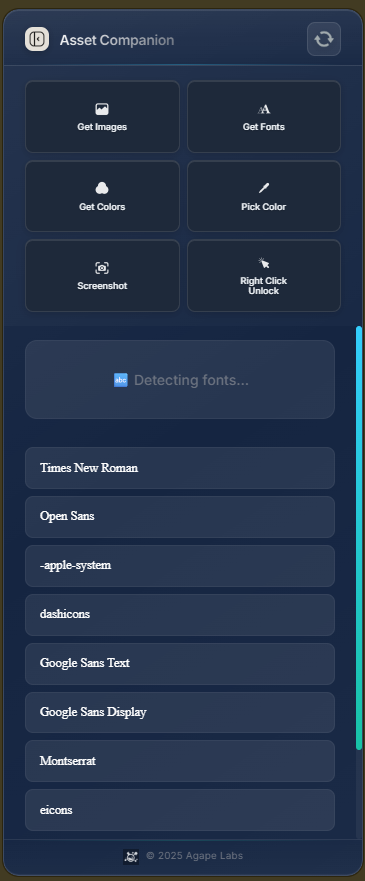 Asset Companion
Get Images
Get Fonts
Get Colors
Pick Color
Screenshot
Right Click
Unlock
abc Detecting fonts...
Times New Roman
Open Sans
-apple-system
dashicons
Google Sans Text
Google Sans Display
Montserrat
eicons
© 2025 Agape Labs